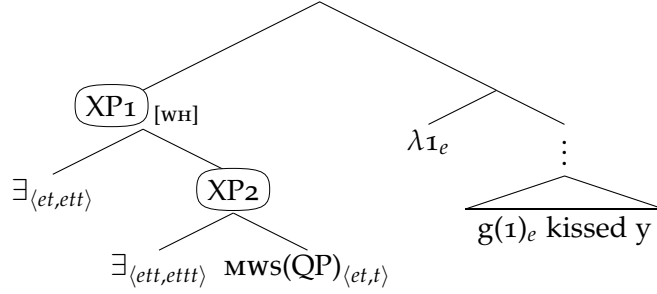 XP1 [WH]
λ1e
⋮
∃⟨et,ett⟩
XP2
g(1)e kissed y
∃⟨ett,ettt⟩ MWS(QP)⟨et,t⟩